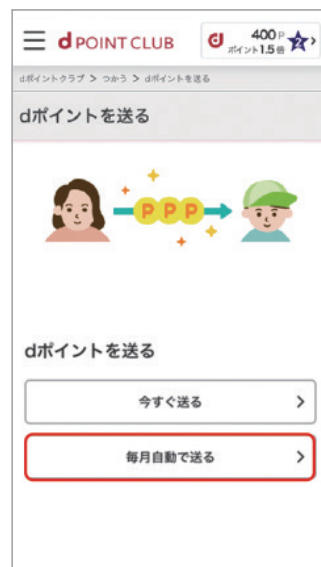 d POINT CLUB
d 400P
ポイント1.5倍 2
dポイントクラブ > つかう > dポイントを送る
dポイントを送る
P P P
dポイントを送る
今すぐ送る
毎月自動で送る